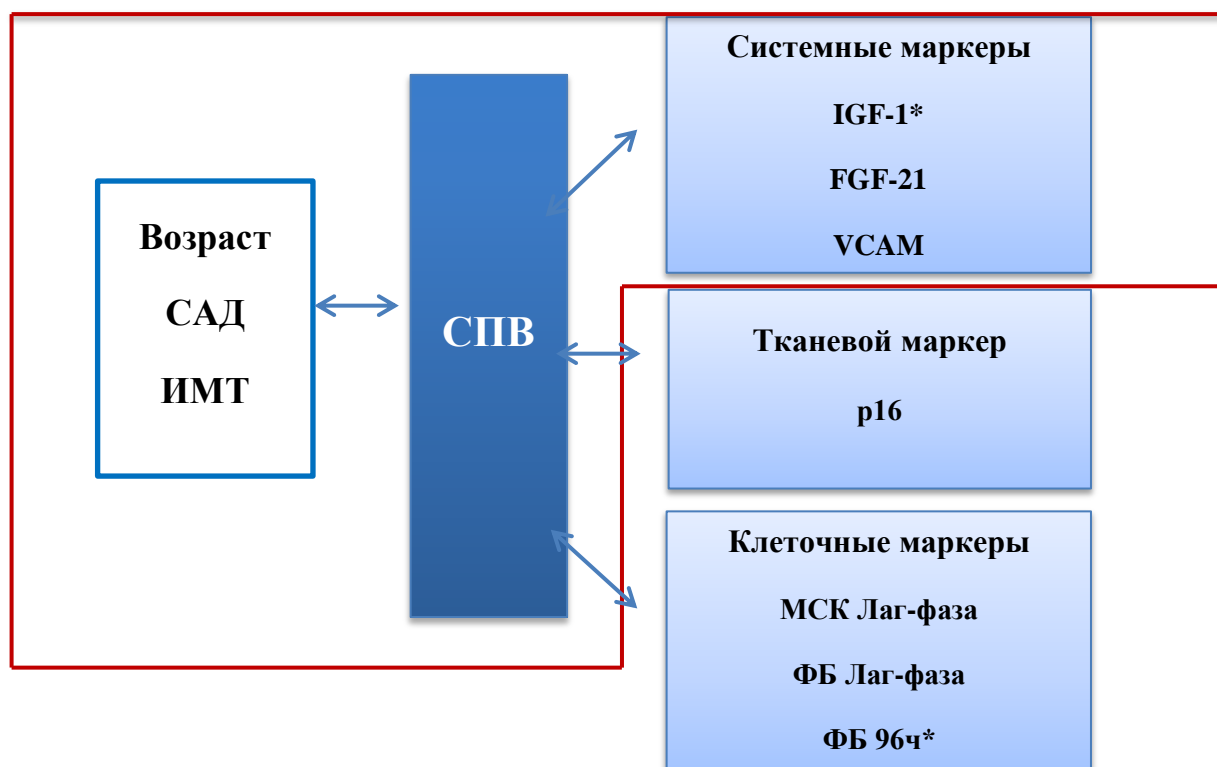 Возраст
САД
ИМТ
СПВ
Системные маркеры
IGF-1*
FGF-21
VCAM
Тканевой маркер
p16
Клеточные маркеры
МСК Лаг-фаза
ФБ Лаг-фаза
ФБ 96ч*